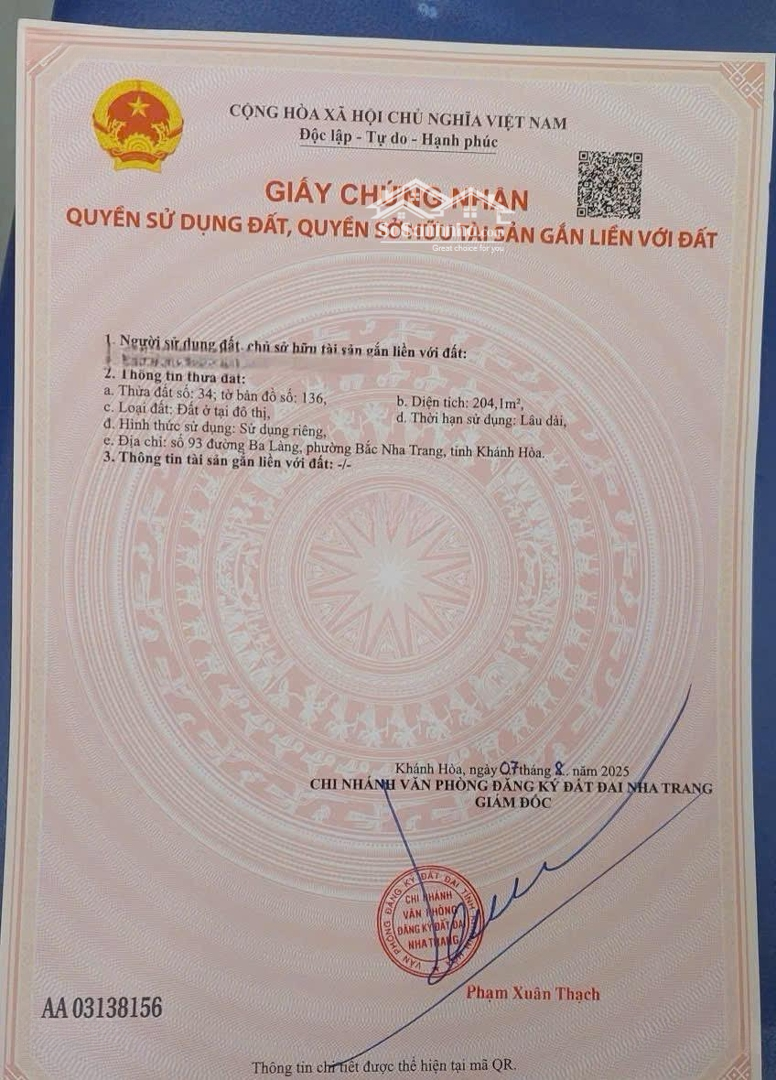 CỘNG HÒA XÃ HỘI CHỦ NGHĨA VIỆT NAM
Độc lập - Tự do - Hạnh phúc
GIẤY CHỨNG NHẬN
QUYỀN SỬ DỤNG ĐẤT, QUYỀN SỞ HỮU TÀI SẢN GẮN LIỀN VỚI ĐẤT
Great choice for you
1. Người sử dụng đất, chủ sở hữu tài sản gắn liền với đất:
2. Thông tin thửa đất:
a. Thửa đất số: 34; tờ bản đồ số: 136,
b. Diện tích: 204,1m²,
c. Loại đất: Đất ở tại đô thị,
d. Thời hạn sử dụng: Lâu dài,
đ. Hình thức sử dụng: Sử dụng riêng,
e. Địa chỉ: số 93 đường Ba Làng, phường Bắc Nha Trang, tỉnh Khánh Hòa.
3. Thông tin tài sản gắn liền với đất: -/-
Khánh Hòa, ngày 07 tháng 8. năm 2025
CHI NHÁNH VĂN PHÒNG ĐĂNG KÝ ĐẤT ĐAI NHA TRANG
GIÁM ĐỐC
VĂN PHÒNG ĐĂNG KÝ ĐẤT ĐAI TỈNH
CHI NHÁNH
VĂN PHÒNG
ĐĂNG KÝ ĐẤT ĐAI
NHA TRANG
Phạm Xuân Thạch
AA 03138156
Thông tin chi tiết được thể hiện tại mã QR.